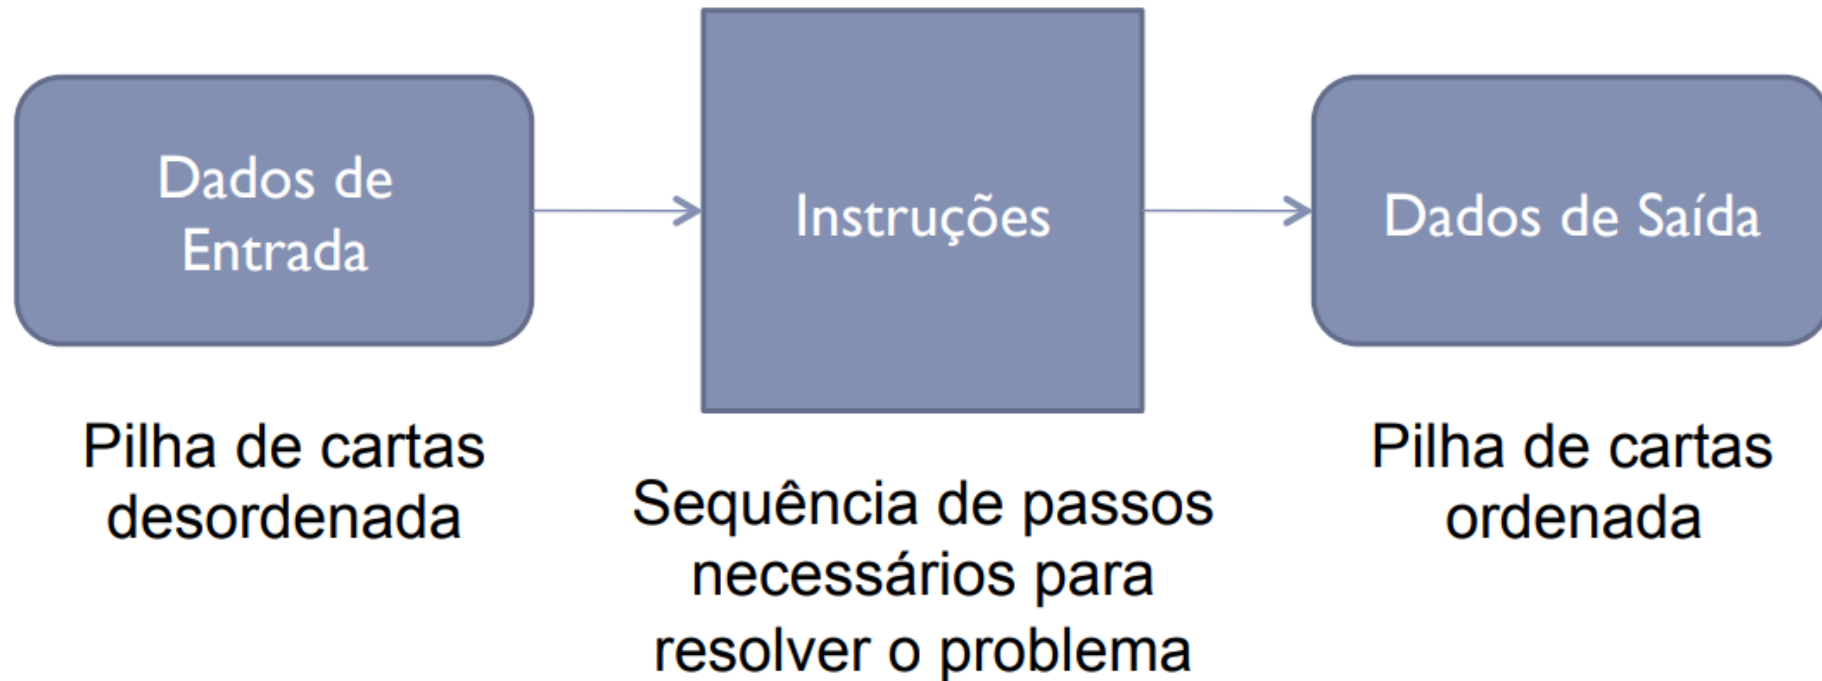 Dados de
Entrada
Instruções
Dados de Saída
Pilha de cartas
desordenada
Sequência de passos
necessários para
resolver o problema
Pilha de cartas
ordenada